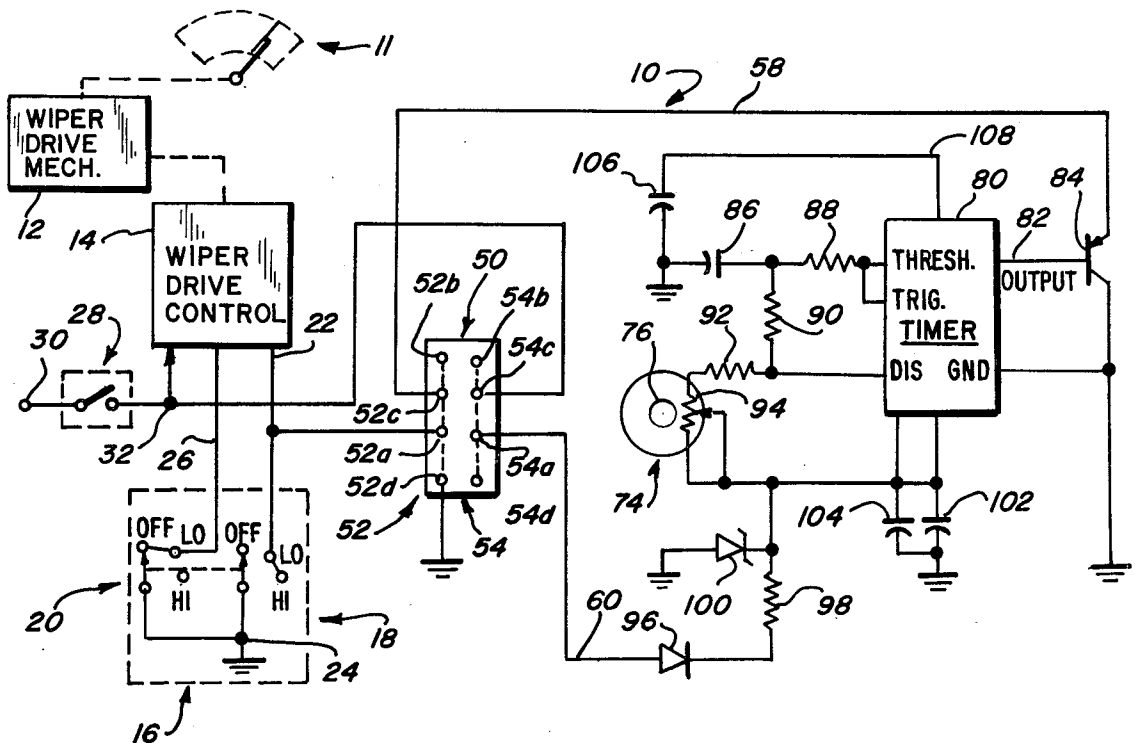 11
10
58
WIPER
DRIVE
MECH.
12
108
106
80
84
86
88
82
14
WIPER
DRIVE
CONTROL
22
50
52b
54b
THRESH.
TRIG.
TIMER
OUTPUT
90
92
28
30
54c
76
DIS GND
94
52c
32
26
52a
54a
52d
74
104
102
52
54
54d
OFF LO OFF LO
HI HI
20
18
100
98
96
60
24
16